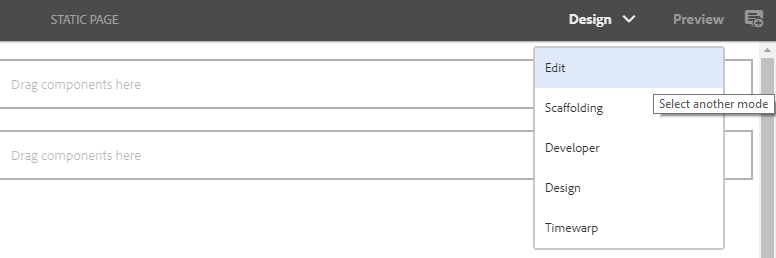 STATIC PAGE
Design
Preview
Drag components here
Edit
Select another mode
Scaffolding
Drag components here
Developer
Design
Timewarp